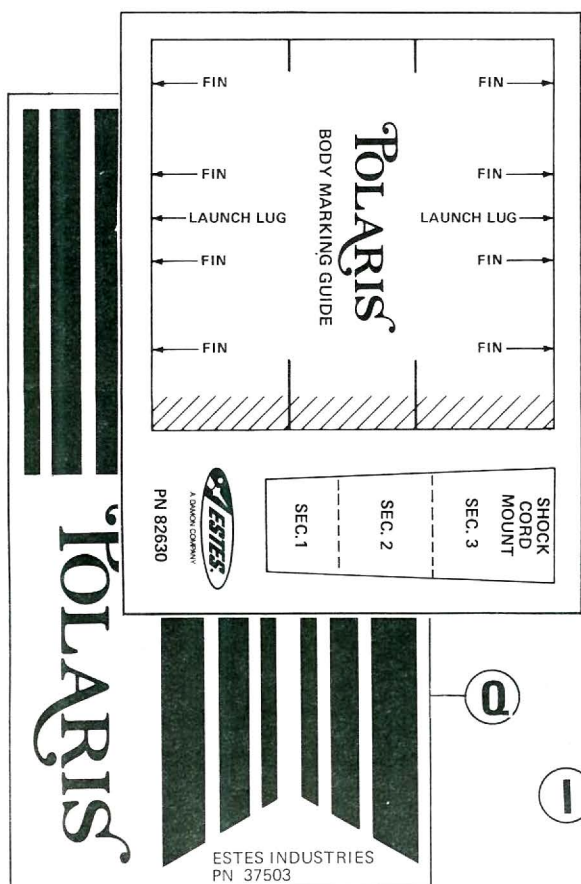 FIN FIN
FIN FIN
LAUNCH LUG LAUNCH LUG
FIN FIN
FIN FIN
POLARIS
BODY MARKING GUIDE
SHOCK
CORD
MOUNT
SEC. 3
SEC. 2
SEC. 1
ESTES
A DAMON COMPANY
PN 82630
POLARIS
ESTES INDUSTRIES
PN 37503
Q
I